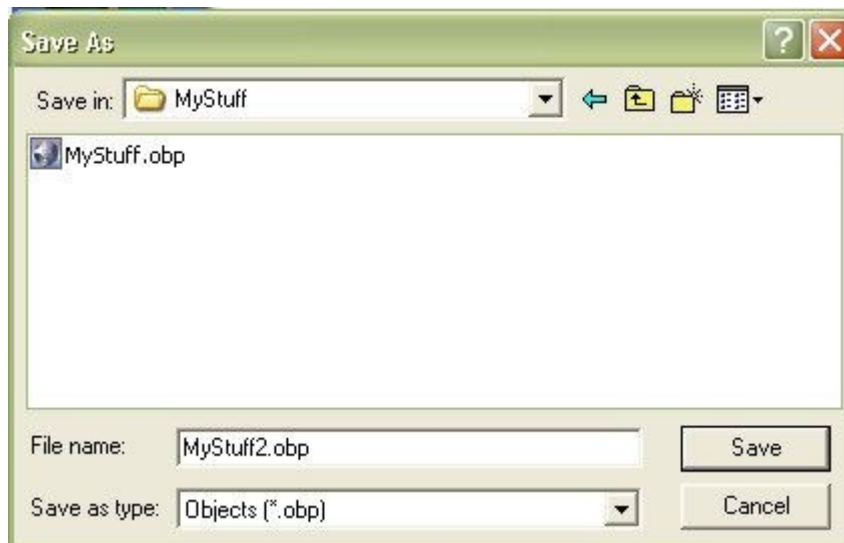 Save As
Save in: MyStuff
MyStuff.obp
File name: MyStuff2.obp Save
Save as type: Objects (*.obp) Cancel